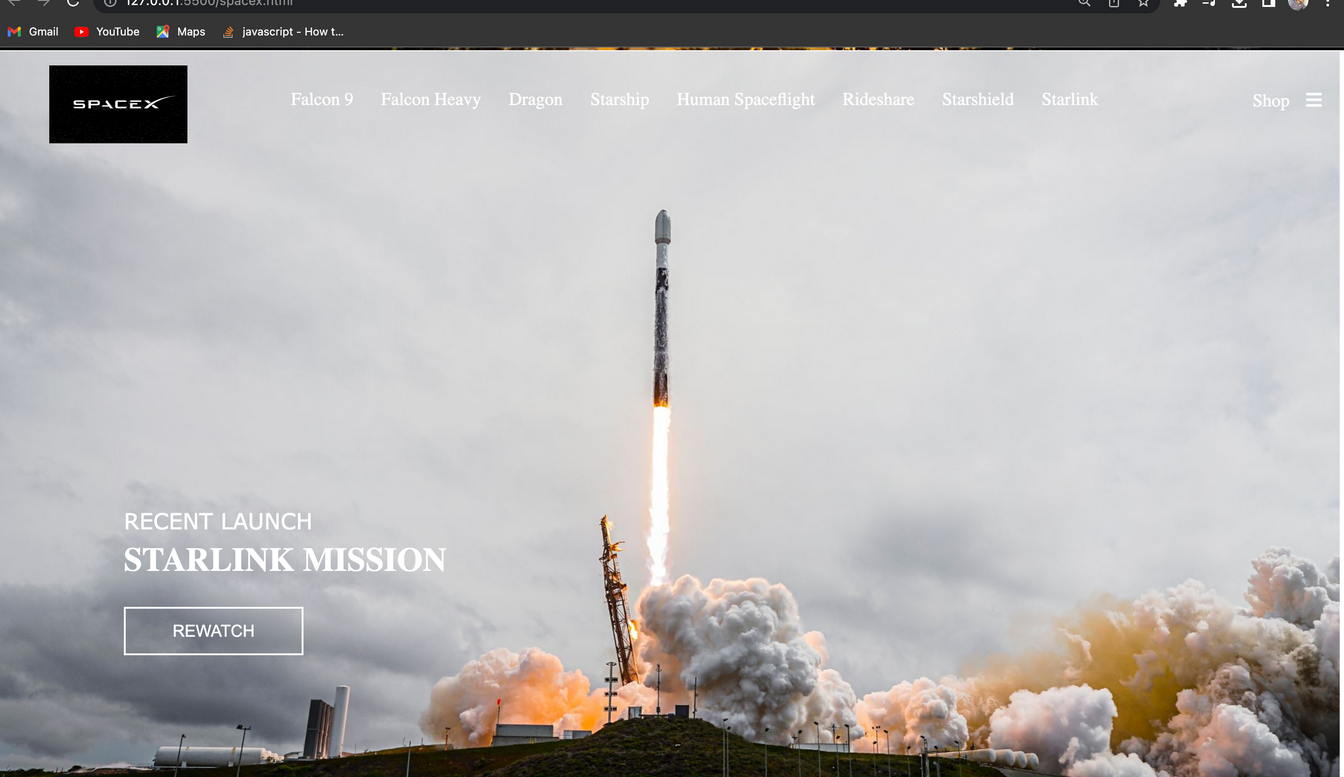 127.0.0.1:5500/spacex.html
Gmail YouTube Maps javascript - How t...
SPACEX Falcon 9 Falcon Heavy Dragon Starship Human Spaceflight Rideshare Starshield Starlink Shop
RECENT LAUNCH
STARLINK MISSION
REWATCH